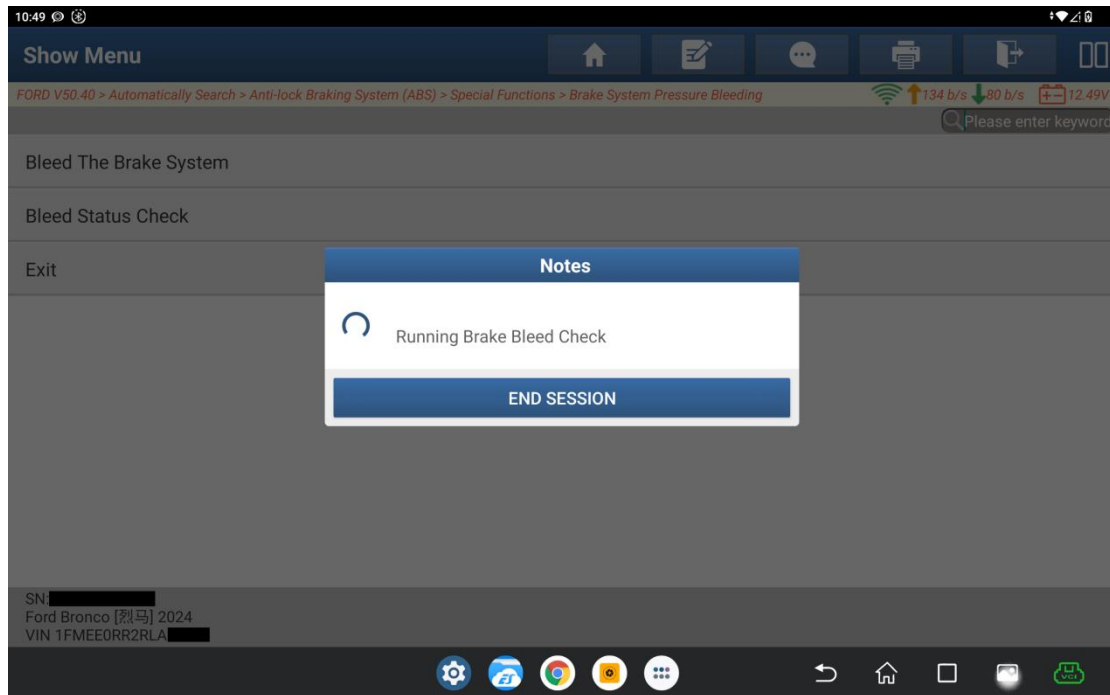 10:49
Show Menu
FORD V50.40 > Automatically Search > Anti-lock Braking System (ABS) > Special Functions > Brake System Pressure Bleeding
134 b/s 80 b/s 12.49V
Please enter keyword
Bleed The Brake System
Bleed Status Check
Exit
Notes
Running Brake Bleed Check
END SESSION
SN:
Ford Bronco [烈马] 2024
VIN 1FMEE0RR2RLA
ES
VCI